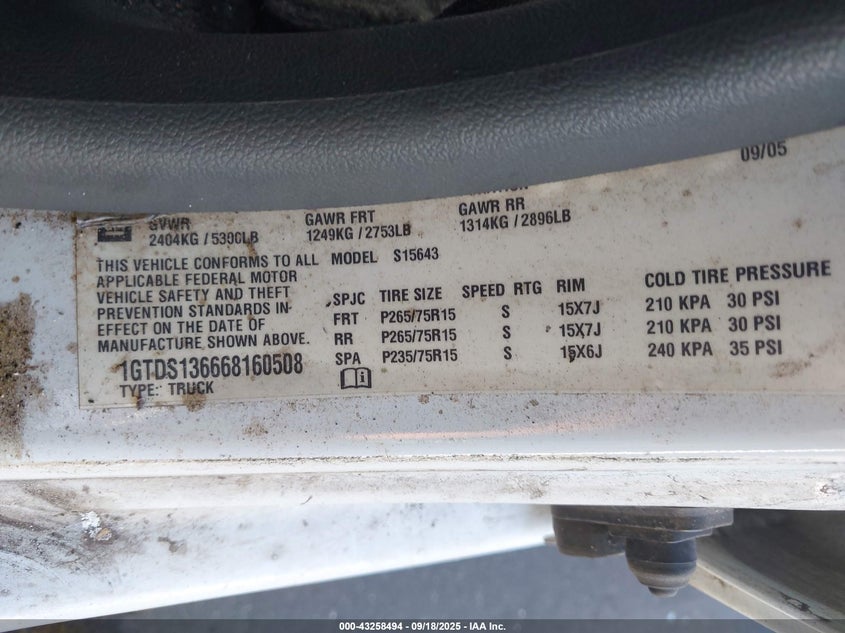 09/05
GVWR GAWR FRT GAWR RR
2404KG / 5300LB 1249KG / 2753LB 1314KG / 2896LB
THIS VEHICLE CONFORMS TO ALL MODEL S15643
APPLICABLE FEDERAL MOTOR
VEHICLE SAFETY AND THEFT
PREVENTION STANDARDS IN
EFFECT ON THE DATE OF
MANUFACTURE SHOWN ABOVE.
1GTDS136668160508
TYPE: TRUCK
SPJC TIRE SIZE SPEED RTG RIM COLD TIRE PRESSURE
FRT P265/75R15 S 15X7J 210 KPA 30 PSI
RR P265/75R15 S 15X7J 210 KPA 30 PSI
SPA P235/75R15 S 15X6J 240 KPA 35 PSI
000-43258494 - 09/18/2025 - IAA Inc.